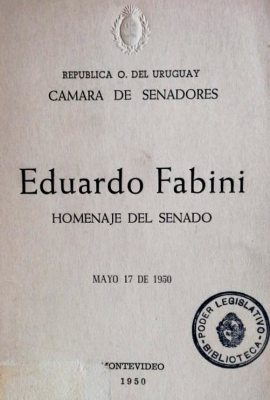 REPUBLICA O. DEL URUGUAY
CAMARA DE SENADORES
Eduardo Fabini
HOMENAJE DEL SENADO
MAYO 17 DE 1950
PODER LEGISLATIVO
BIBLIOTECA
MONTEVIDEO
1950